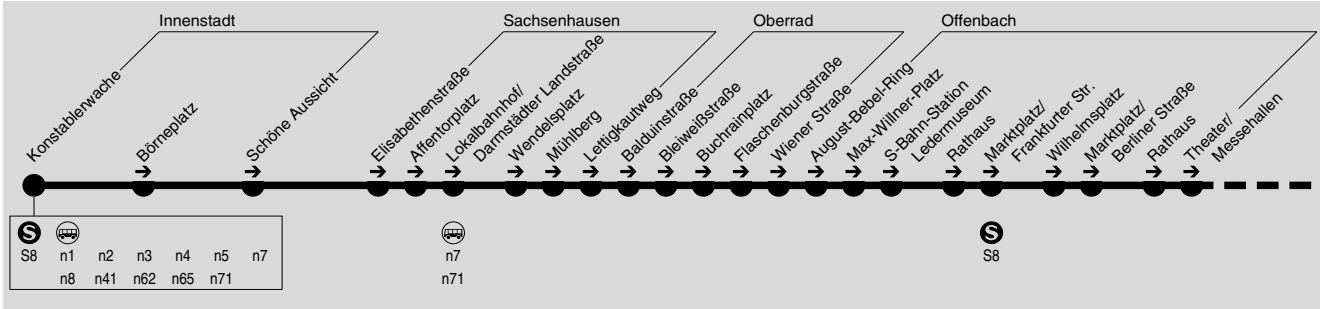 Innenstadt
Sachsenhausen
Oberrad
Offenbach
Konstablerwache
Börneplatz
Schöne Aussicht
Elisabethenstraße
Affentorplatz
Lokalbahnhof/
Darmstädter Landstraße
Wendelsplatz
Mühlberg
Lettigkautweg
Balduinstraße
Bleiweißstraße
Buchrainplatz
Flaschenburgstraße
Wiener Straße
August-Bebel-Ring
Max-Willner-Platz
S-Bahn-Station
Ledermuseum
Rathaus
Marktplatz/
Frankfurter Str.
Wilhelmsplatz
Marktplatz/
Berliner Straße
Rathaus
Theater/
Messehallen
S
S8 n1 n2 n3 n4 n5 n7
n8 n41 n62 n65 n71
n7
n71
S
S8